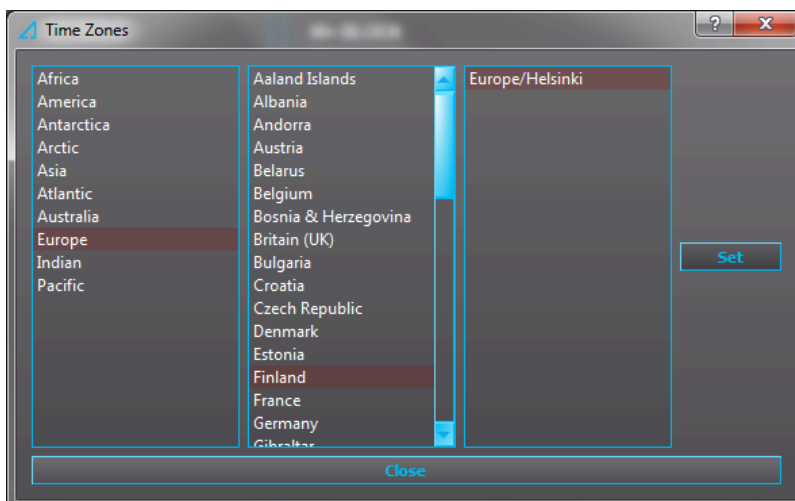 Time Zones
?
X
Africa
America
Antarctica
Arctic
Asia
Atlantic
Australia
Europe
Indian
Pacific
Aaland Islands
Albania
Andorra
Austria
Belarus
Belgium
Bosnia & Herzegovina
Britain (UK)
Bulgaria
Croatia
Czech Republic
Denmark
Estonia
Finland
France
Germany
Gibraltar
Europe/Helsinki
Set
Close